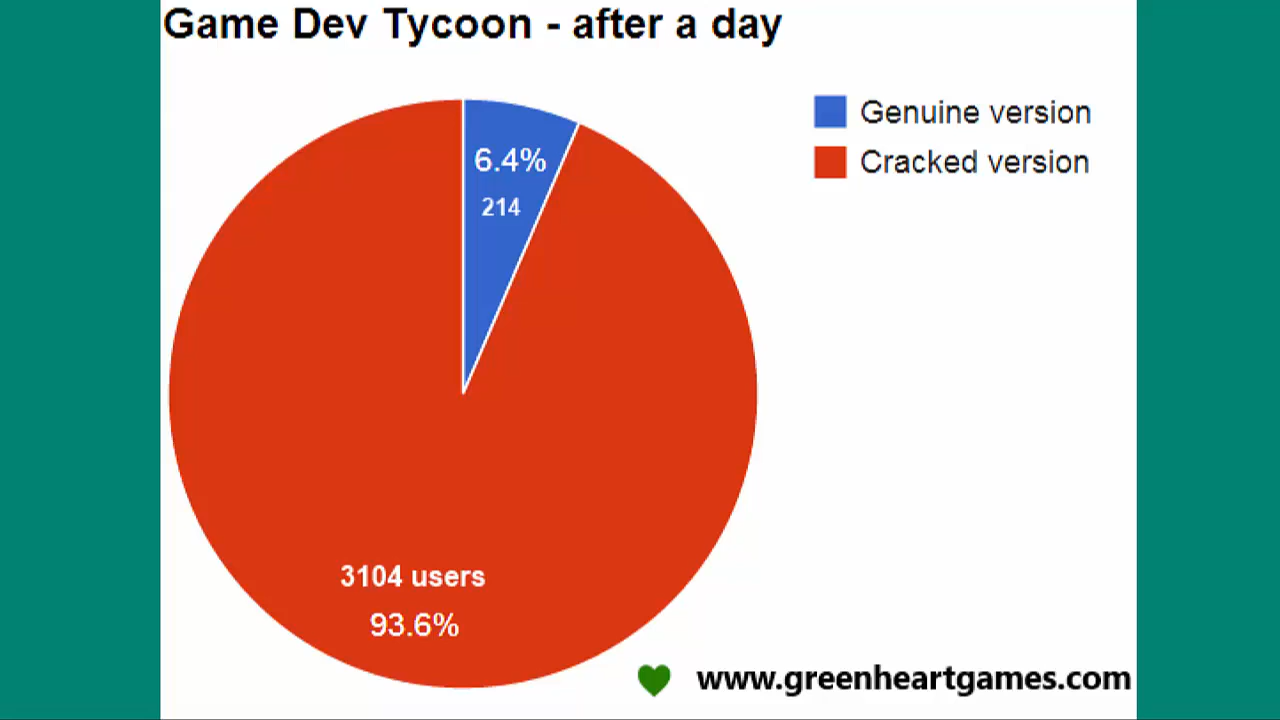 Game Dev Tycoon - after a day
Genuine version
Cracked version
6.4%
214
3104 users
93.6%
www.greenheartgames.com